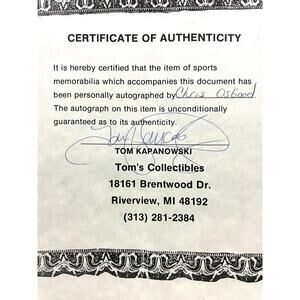 CERTIFICATE OF AUTHENTICITY
It is hereby certified that the item of sports
memorabilia which accompanies this document has
been personally autographed by Chris Osgood.
The autograph on this item is unconditionally
guaranteed as to its authenticity.
TOM KAPANOWSKI
Tom's Collectibles
18161 Brentwood Dr.
Riverview, MI 48192
(313) 281-2384